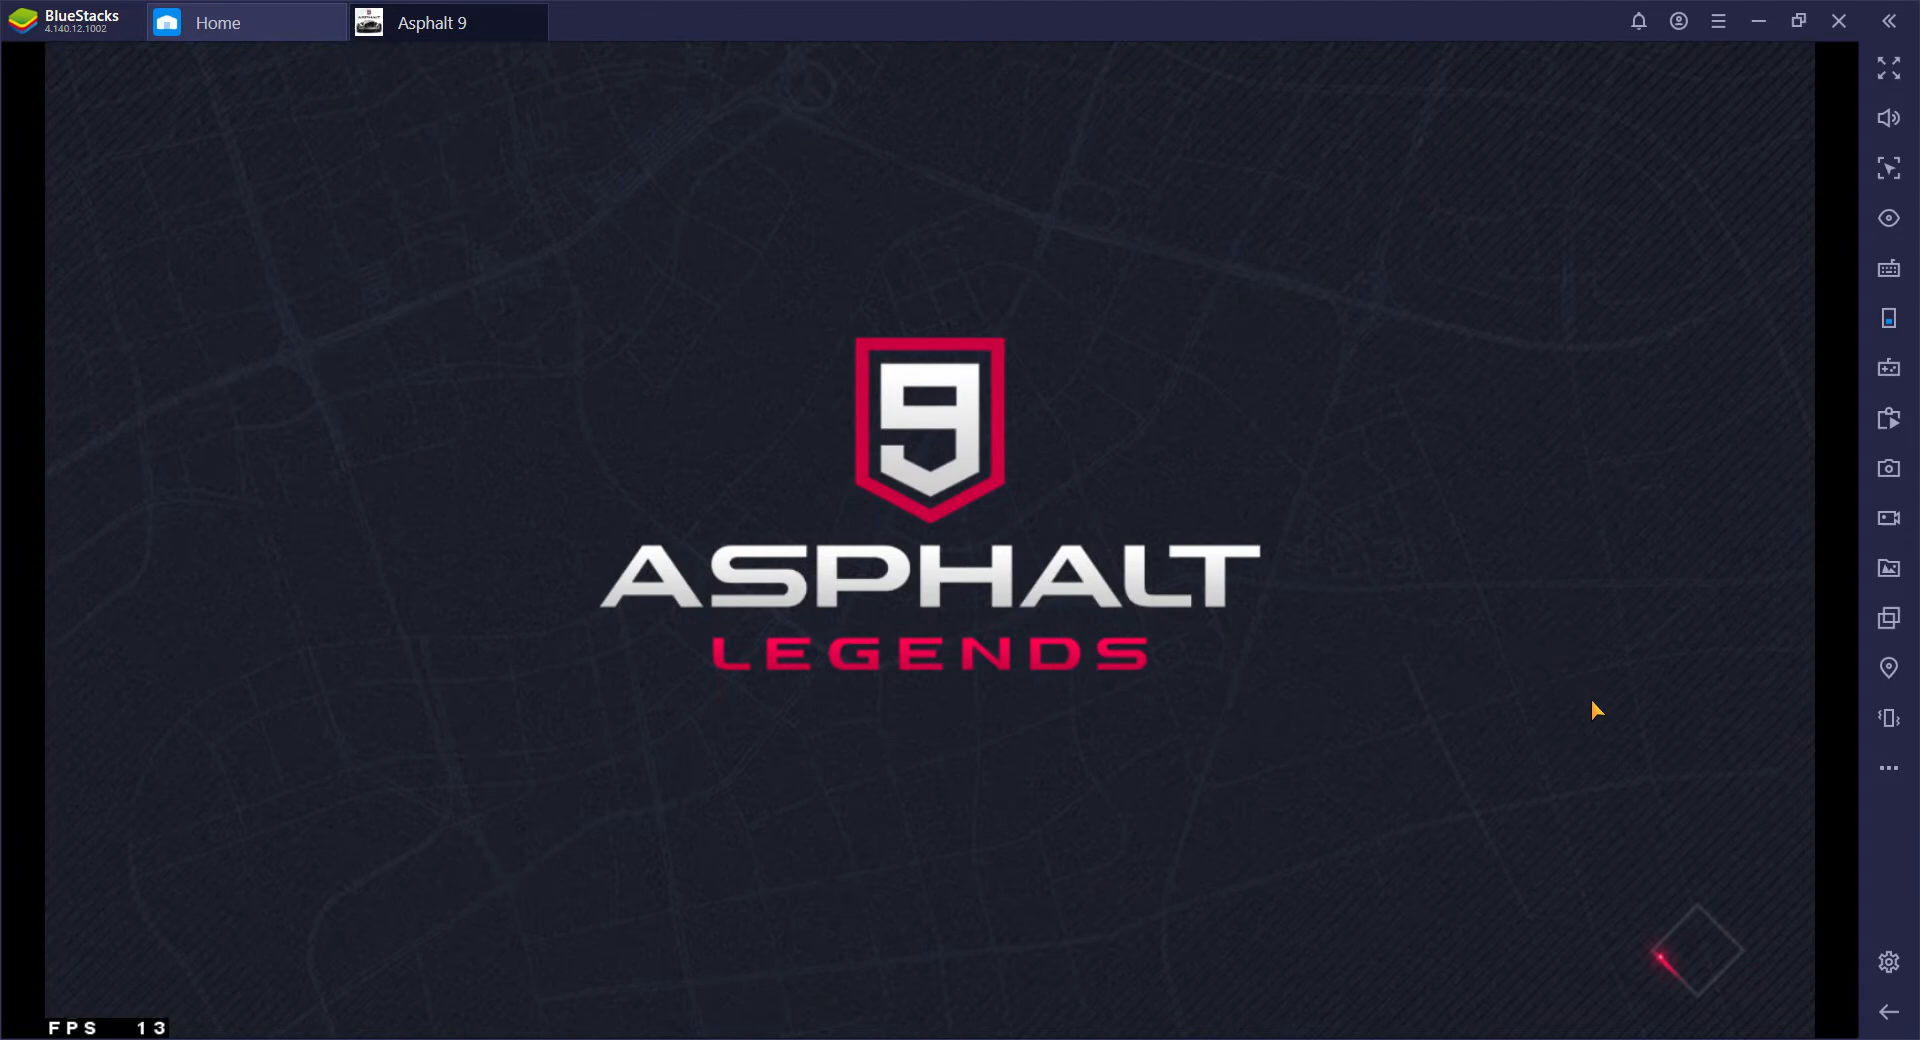 BlueStacks
4.140.12.1002
Home
Asphalt 9
9
ASPHALT
LEGENDS
FPS 13